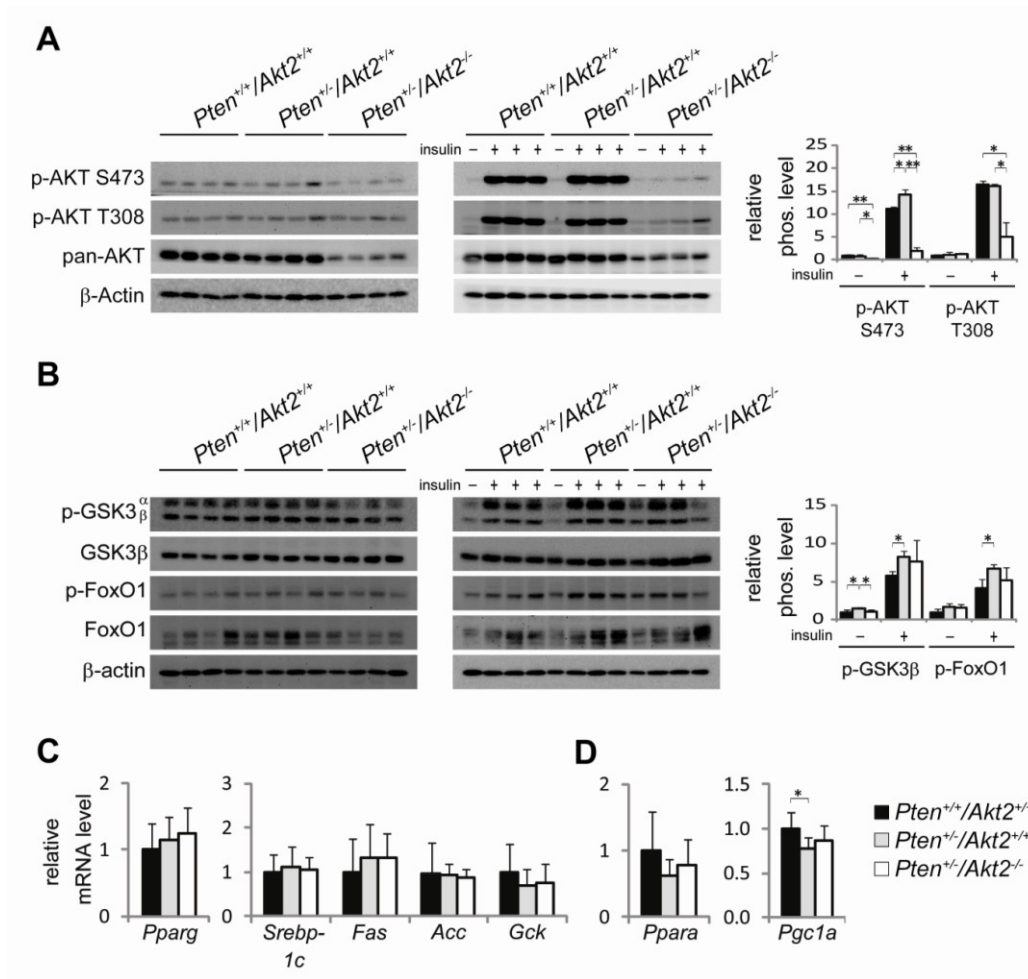 A
Pten+/+/Akt2+/+
Pten+/-/Akt2+/+
Pten+/-/Akt2-/-
Pten+/+/Akt2+/+
Pten+/-/Akt2+/+
Pten+/-/Akt2-/-
insulin − + + + − + + + − + + +
p-AKT S473
p-AKT T308
pan-AKT
β-Actin
relative
phos. level
25
20
15
10
5
0
** * ** * *** * *
insulin − + − +
p-AKT
S473
p-AKT
T308
B
Pten+/+/Akt2+/+
Pten+/-/Akt2+/+
Pten+/-/Akt2-/-
Pten+/+/Akt2+/+
Pten+/-/Akt2+/+
Pten+/-/Akt2-/-
insulin − + + + − + + + − + + +
p-GSK3 α
β
GSK3β
p-FoxO1
FoxO1
β-actin
relative
phos. level
15
10
5
0
* * * *
insulin − + − +
p-GSK3β p-FoxO1
C
relative
mRNA level
2
1
0
Pparg
3
2
1
0
Srebp-
1c
Fas Acc Gck
D
2
1
0
Ppara
1.5
1.0
0.5
0.0
*
Pgc1a
Pten+/+/Akt2+/
Pten+/-/Akt2+/+
Pten+/-/Akt2-/-